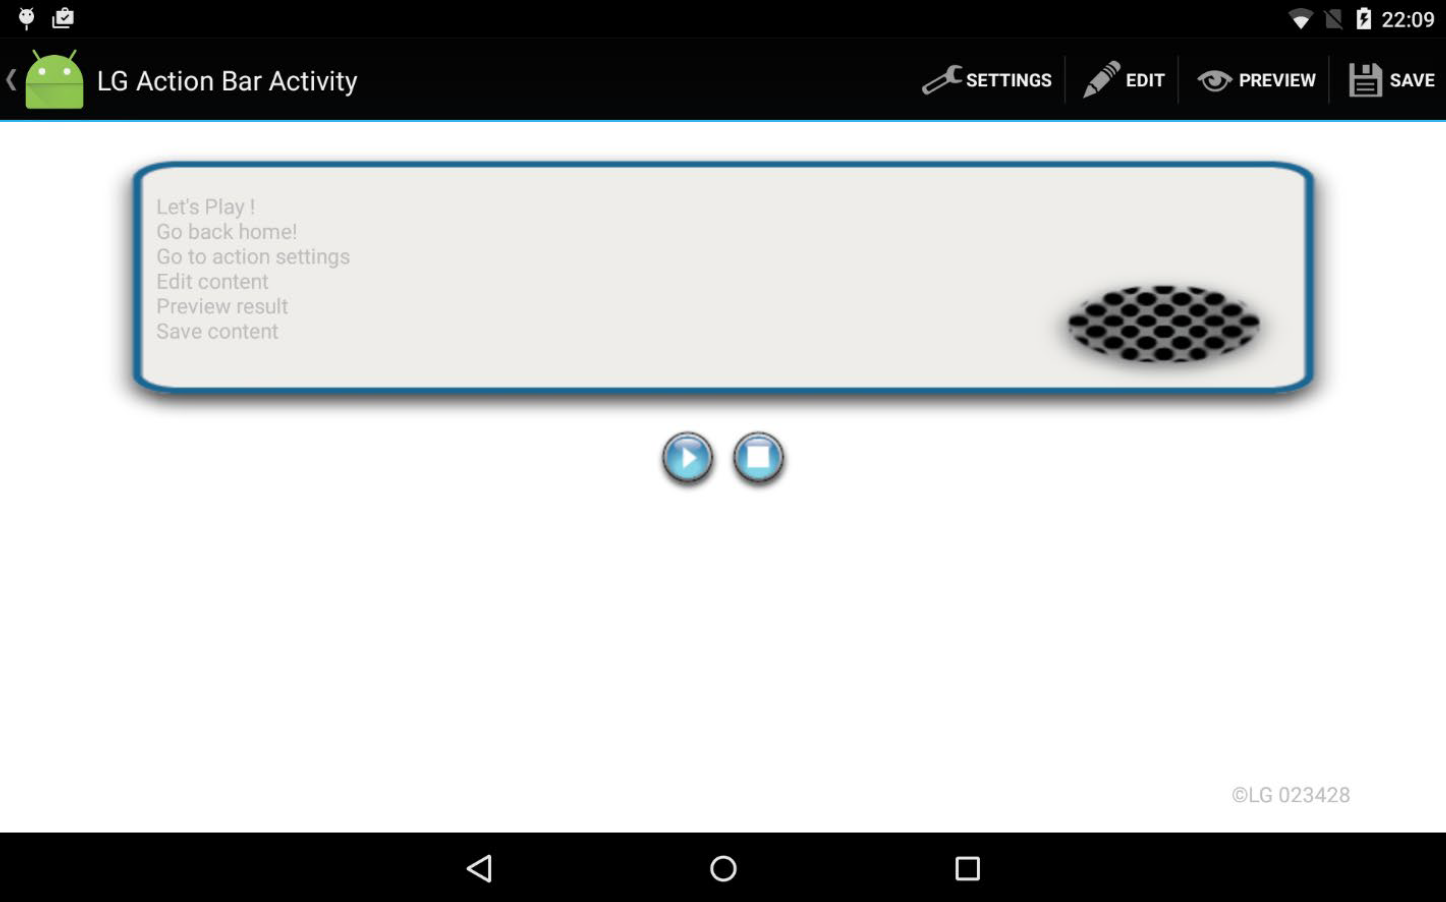 22:09
LG Action Bar Activity
SETTINGS
EDIT
PREVIEW
SAVE
Let's Play !
Go back home!
Go to action settings
Edit content
Preview result
Save content
©LG 023428